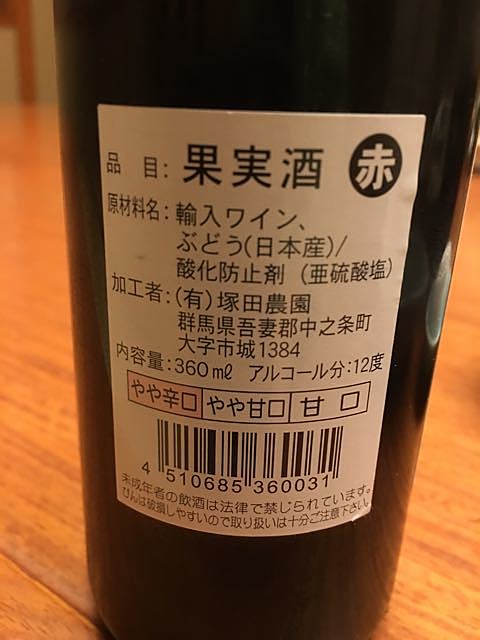 品　目: 果実酒 赤
原材料名: 輸入ワイン、
ぶどう(日本産)/
酸化防止剤（亜硫酸塩）
加工者: (有)塚田農園
群馬県吾妻郡中之条町
大字市城1384
内容量: 360mℓ アルコール分: 12度
やや辛口 やや甘口 甘　口
4 510685 360031
未成年者の飲酒は法律で禁じられています。
びんは破損しやすいので取り扱いは十分ご注意下さい。